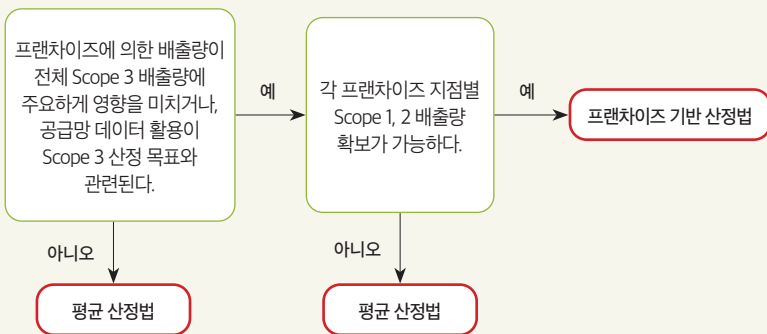 프랜차이즈에 의한 배출량이
전체 Scope 3 배출량에
주요하게 영향을 미치거나,
공급망 데이터 활용이
Scope 3 산정 목표와
관련된다.
예
각 프랜차이즈 지점별
Scope 1, 2 배출량
확보가 가능하다.
예
프랜차이즈 기반 산정법
아니오
평균 산정법
아니오
평균 산정법